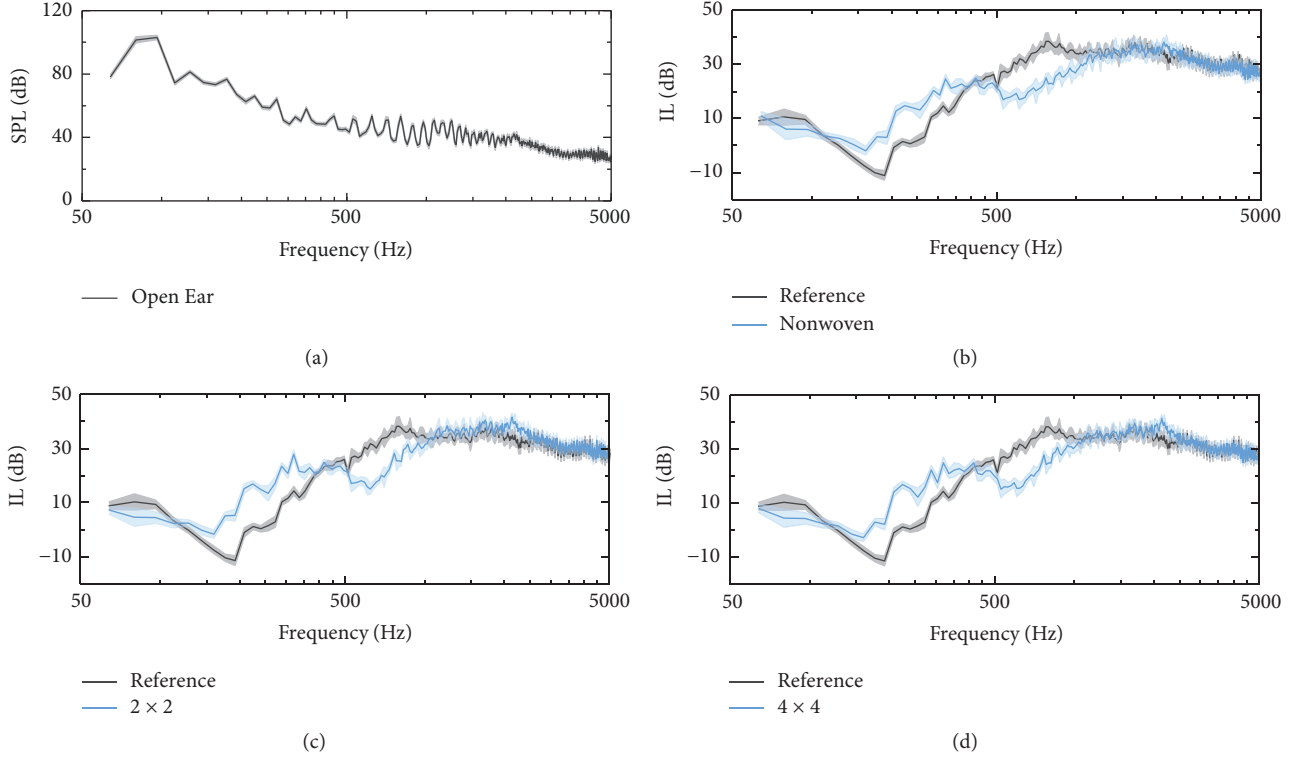 120
80
40
0
SPL (dB)
50
500
5000
Frequency (Hz)
Open Ear
(a)
50
30
10
−10
IL (dB)
50
500
5000
Frequency (Hz)
Reference
Nonwoven
(b)
50
30
10
−10
IL (dB)
50
500
5000
Frequency (Hz)
Reference
2 × 2
(c)
50
30
10
−10
IL (dB)
50
500
5000
Frequency (Hz)
Reference
4 × 4
(d)